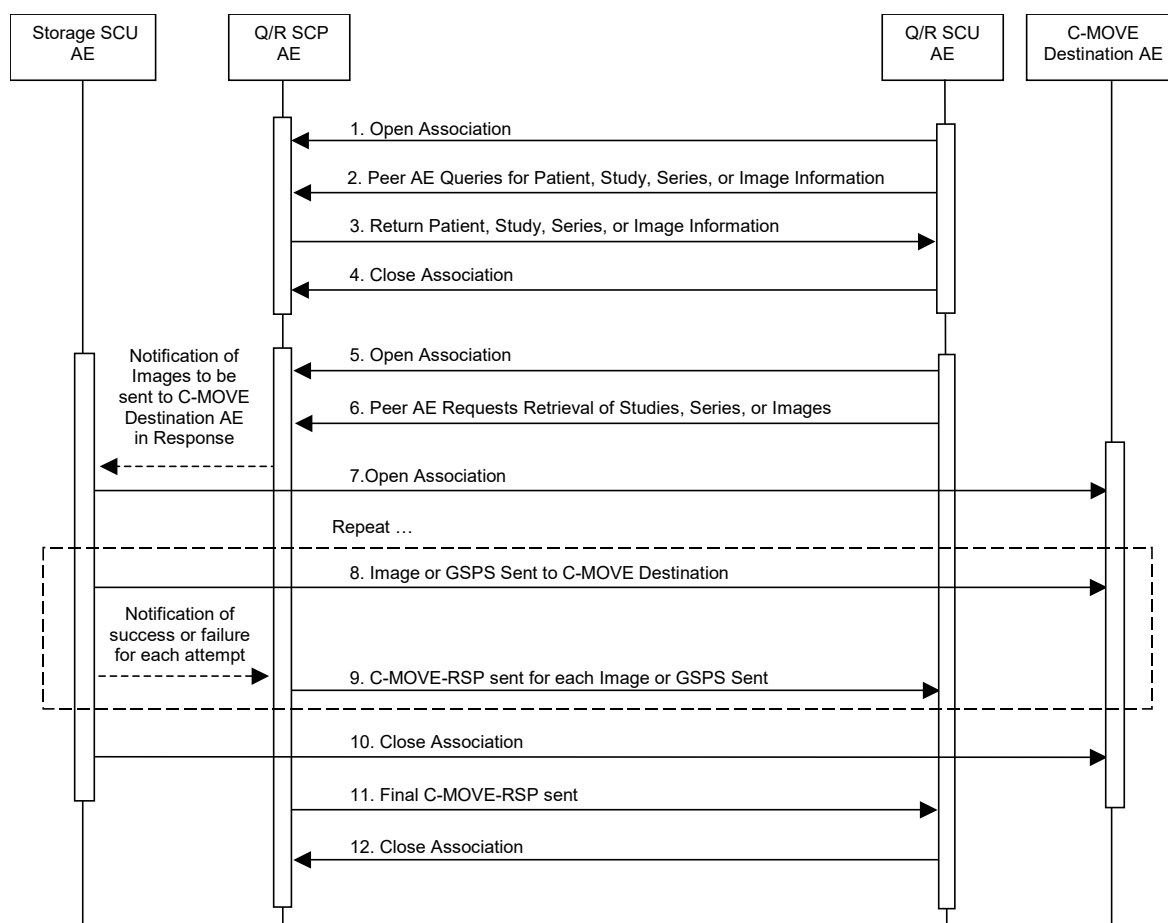 Storage SCU
AE
Q/R SCP
AE
Q/R SCU
AE
C-MOVE
Destination AE
1. Open Association
2. Peer AE Queries for Patient, Study, Series, or Image Information
3. Return Patient, Study, Series, or Image Information
4. Close Association
Notification of
Images to be
sent to C-MOVE
Destination AE
in Response
5. Open Association
6. Peer AE Requests Retrieval of Studies, Series, or Images
7.Open Association
Repeat …
8. Image or GSPS Sent to C-MOVE Destination
Notification of
success or failure
for each attempt
9. C-MOVE-RSP sent for each Image or GSPS Sent
10. Close Association
11. Final C-MOVE-RSP sent
12. Close Association